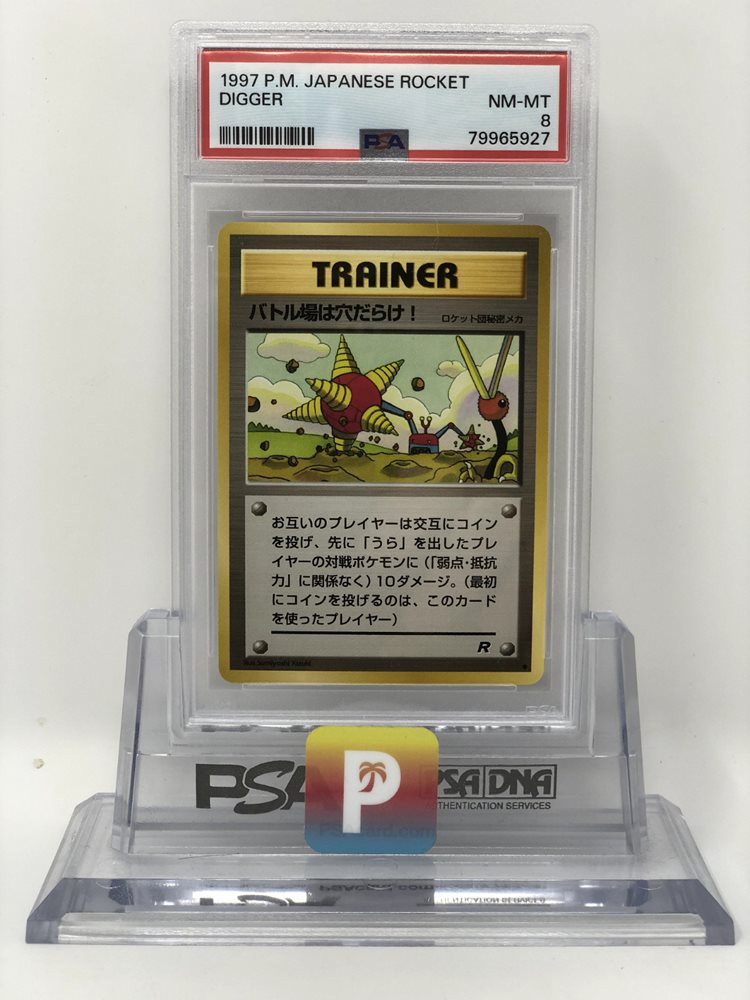 1997 P.M. JAPANESE ROCKET
DIGGER
NM-MT
8
PSA
79965927
TRAINER
バトル場は穴だらけ！
ロケット団秘密メカ
お互いのプレイヤーは交互にコイン
を投げ、先に「うら」を出したプレ
イヤーの対戦ポケモンに（「弱点・抵抗
力」に関係なく）10ダメージ。（最初
にコインを投げるのは、このカード
を使ったプレイヤー）
R
PSA
P
PSA DNA
AUTHENTICATION SERVICES
PSAcard.com